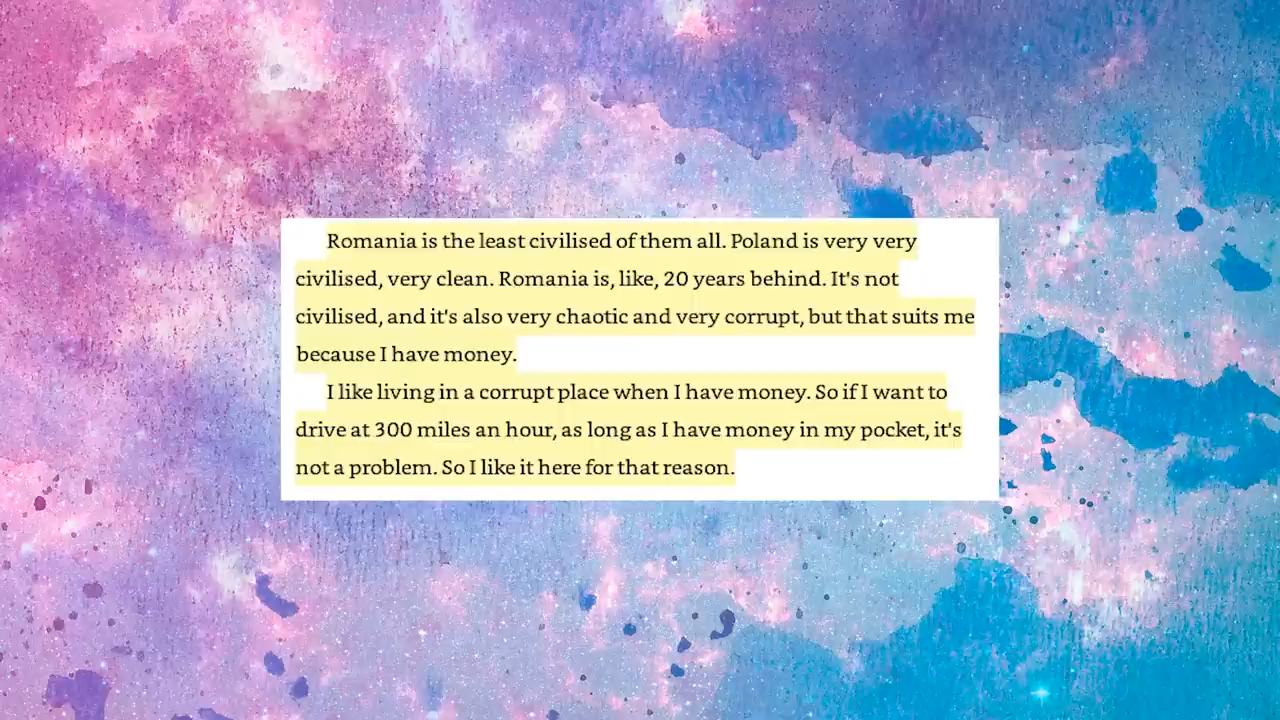 Romania is the least civilised of them all. Poland is very very
civilised, very clean. Romania is, like, 20 years behind. It's not
civilised, and it's also very chaotic and very corrupt, but that suits me
because I have money.
I like living in a corrupt place when I have money. So if I want to
drive at 300 miles an hour, as long as I have money in my pocket, it's
not a problem. So I like it here for that reason.